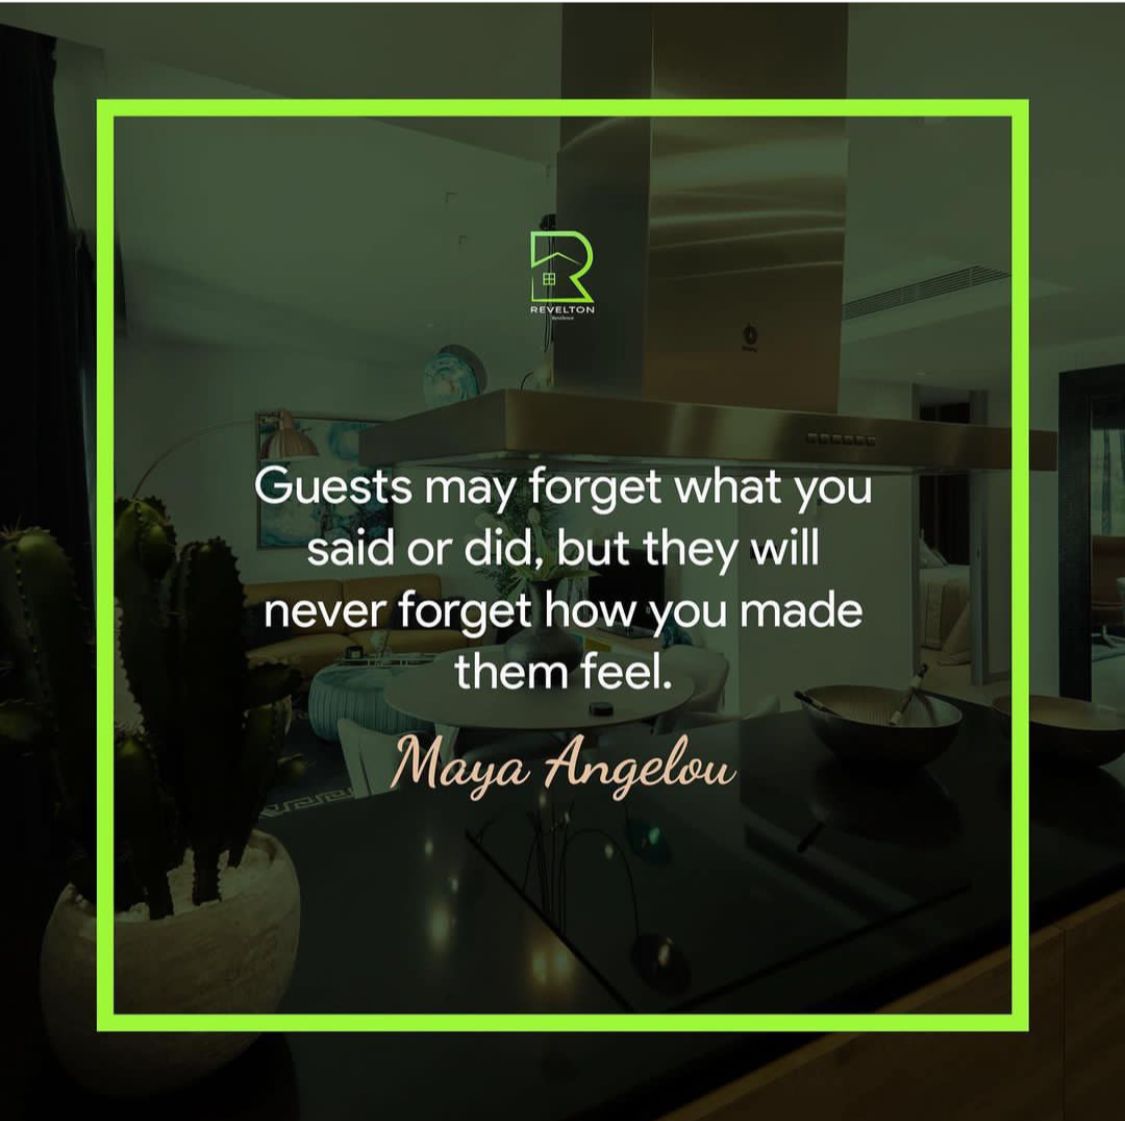 REVELTON
Residence
Guests may forget what you
said or did, but they will
never forget how you made
them feel.
Maya Angelou